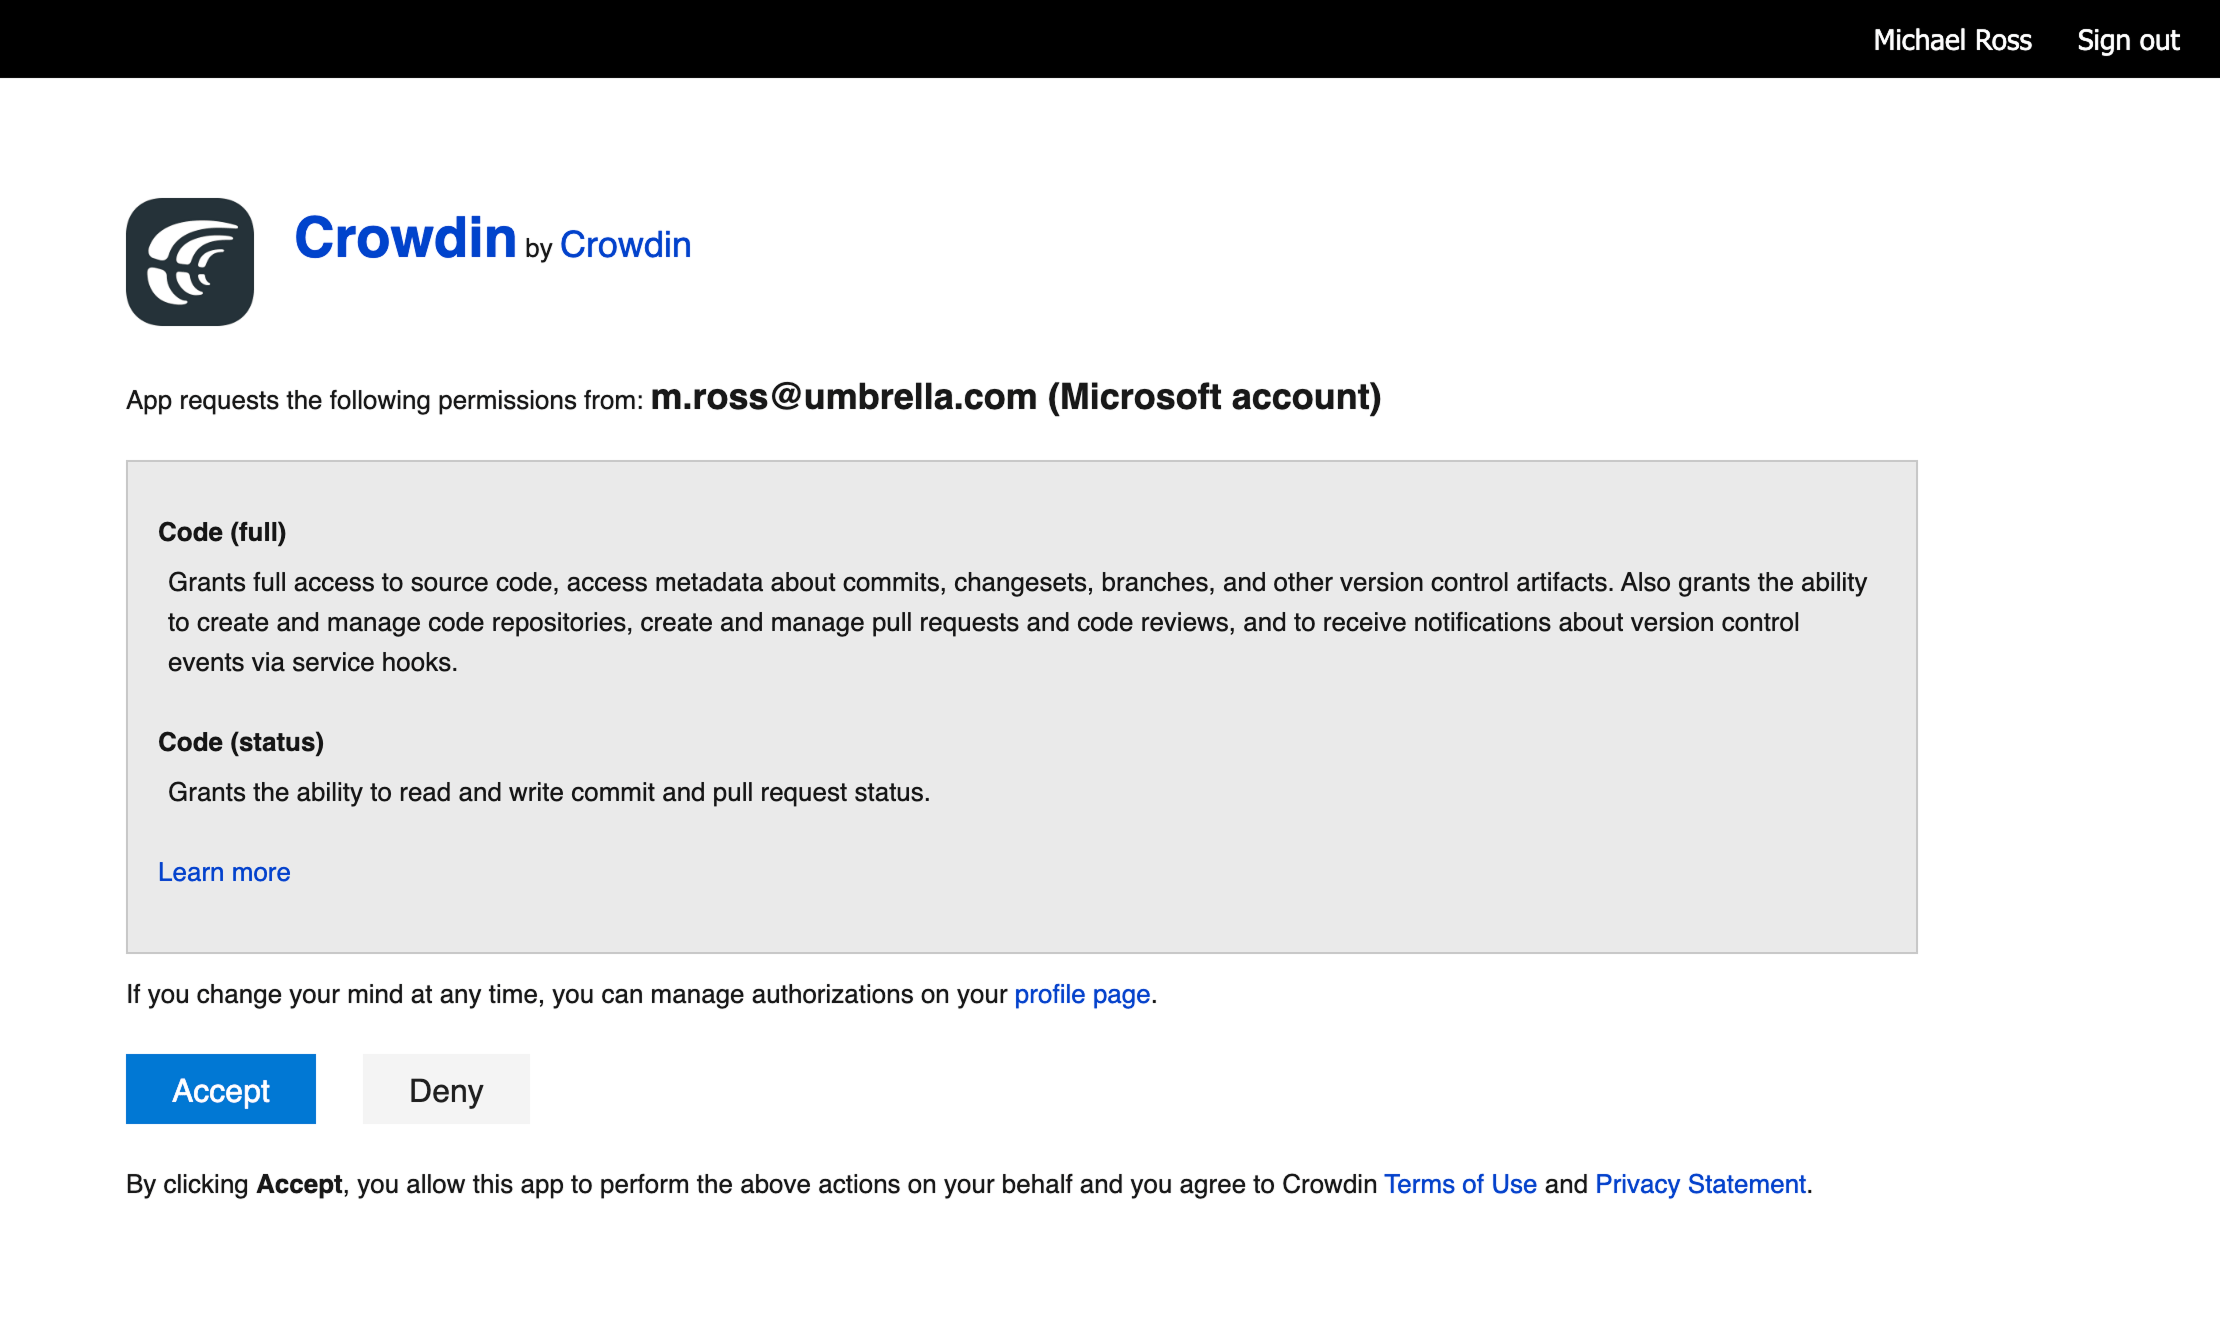 Michael Ross Sign out
Crowdin by Crowdin
App requests the following permissions from: m.ross@umbrella.com (Microsoft account)
Code (full)
Grants full access to source code, access metadata about commits, changesets, branches, and other version control artifacts. Also grants the ability
to create and manage code repositories, create and manage pull requests and code reviews, and to receive notifications about version control
events via service hooks.
Code (status)
Grants the ability to read and write commit and pull request status.
Learn more
If you change your mind at any time, you can manage authorizations on your profile page.
Accept Deny
By clicking Accept, you allow this app to perform the above actions on your behalf and you agree to Crowdin Terms of Use and Privacy Statement.